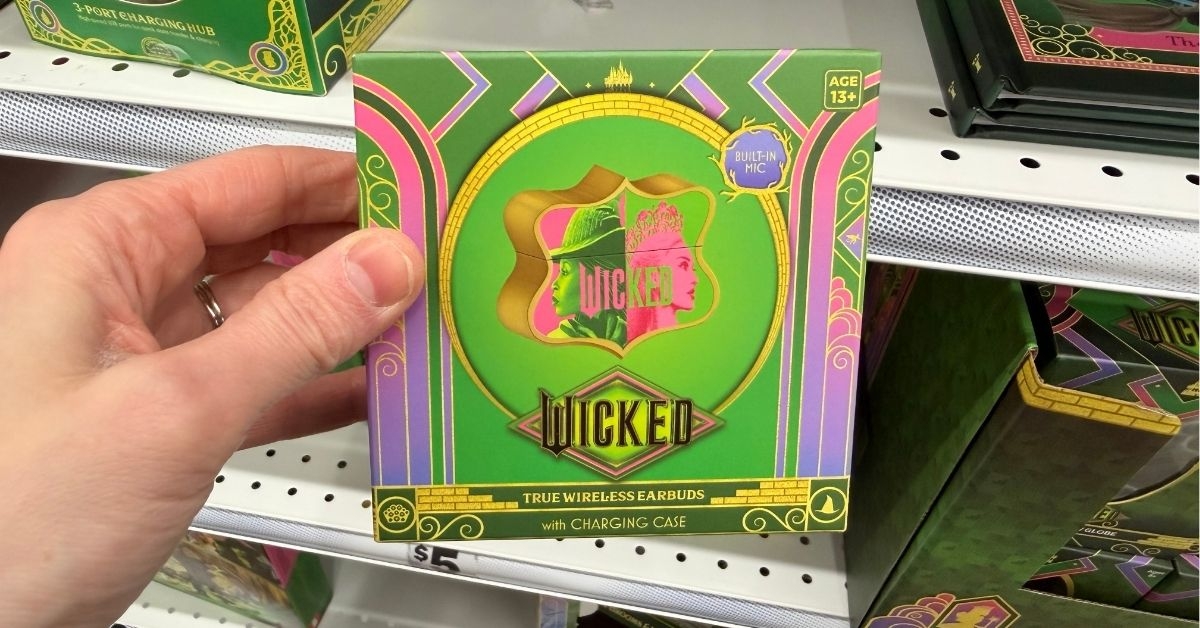 3-PORT CHARGING HUB
AGE
13+
BUILT-IN
MIC
WICKED
WICKED
TRUE WIRELESS EARBUDS
with CHARGING CASE
$5
WICKED
GLOBE